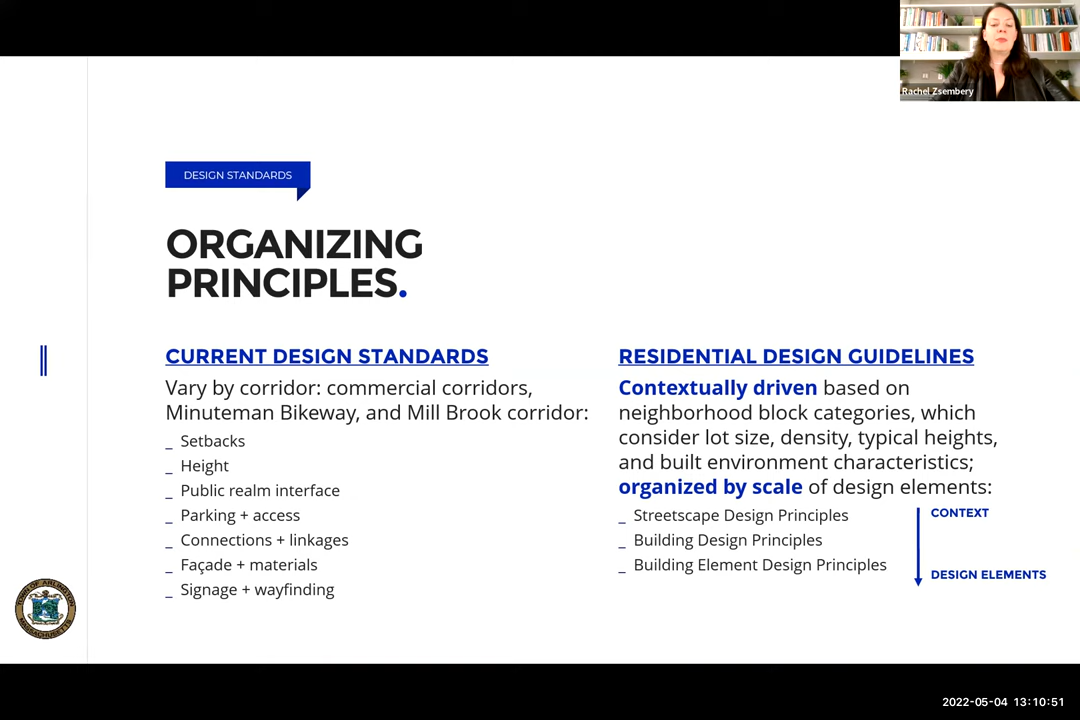 Rachel Zsembery
DESIGN STANDARDS
ORGANIZING
PRINCIPLES.
CURRENT DESIGN STANDARDS
Vary by corridor: commercial corridors,
Minuteman Bikeway, and Mill Brook corridor:
_ Setbacks
_ Height
_ Public realm interface
_ Parking + access
_ Connections + linkages
_ Façade + materials
_ Signage + wayfinding
RESIDENTIAL DESIGN GUIDELINES
Contextually driven based on
neighborhood block categories, which
consider lot size, density, typical heights,
and built environment characteristics;
organized by scale of design elements:
_ Streetscape Design Principles
_ Building Design Principles
_ Building Element Design Principles
CONTEXT
DESIGN ELEMENTS
TOWN OF ARLINGTON
MASSACHUSETTS
2022-05-04 13:10:51